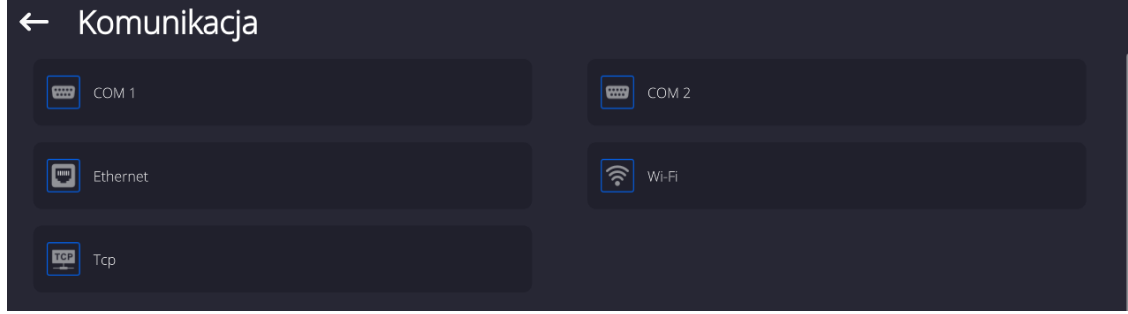 Komunikacja
COM 1
COM 2
Ethernet
Wi-Fi
TCP
Tcp